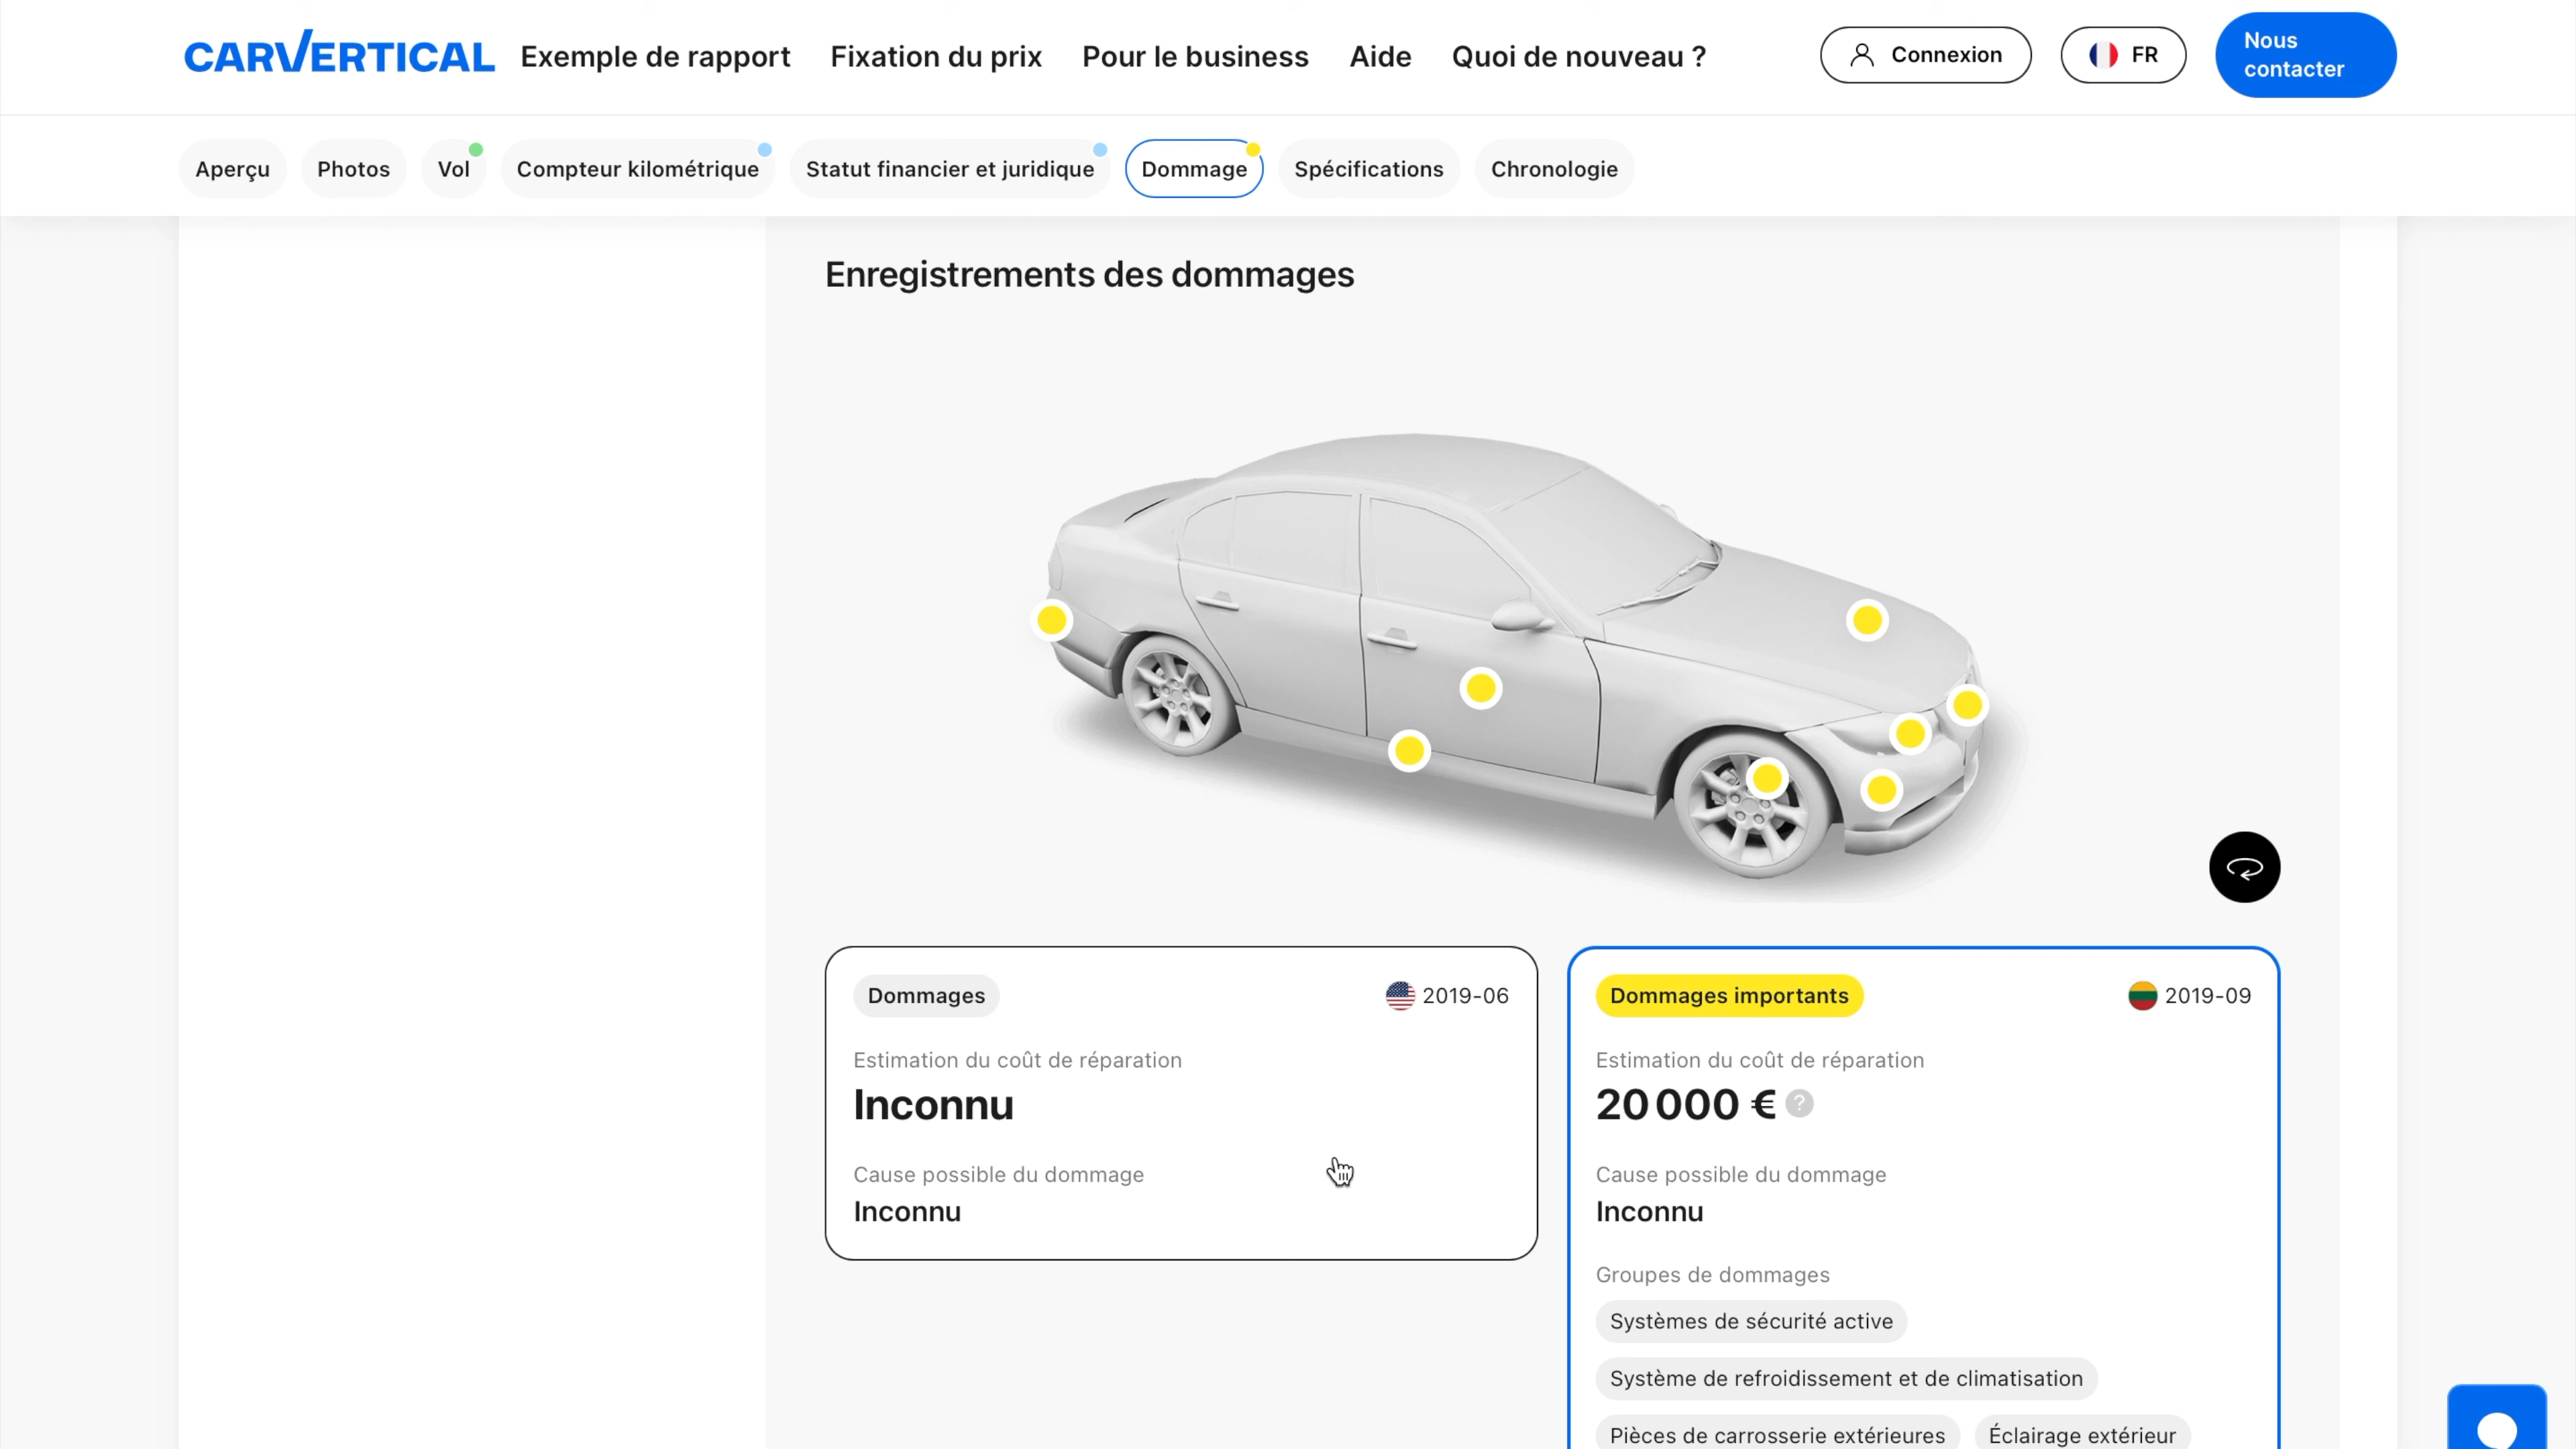 CARVERTICAL
Exemple de rapport
Fixation du prix
Pour le business
Aide
Quoi de nouveau ?
Connexion
FR
Nous
contacter
Aperçu
Photos
Vol
Compteur kilométrique
Statut financier et juridique
Dommage
Spécifications
Chronologie
Enregistrements des dommages
Dommages
2019-06
Estimation du coût de réparation
Inconnu
Cause possible du dommage
Inconnu
Dommages importants
2019-09
Estimation du coût de réparation
20 000 € ?
Cause possible du dommage
Inconnu
Groupes de dommages
Systèmes de sécurité active
Système de refroidissement et de climatisation
Pièces de carrosserie extérieures
Éclairage extérieur